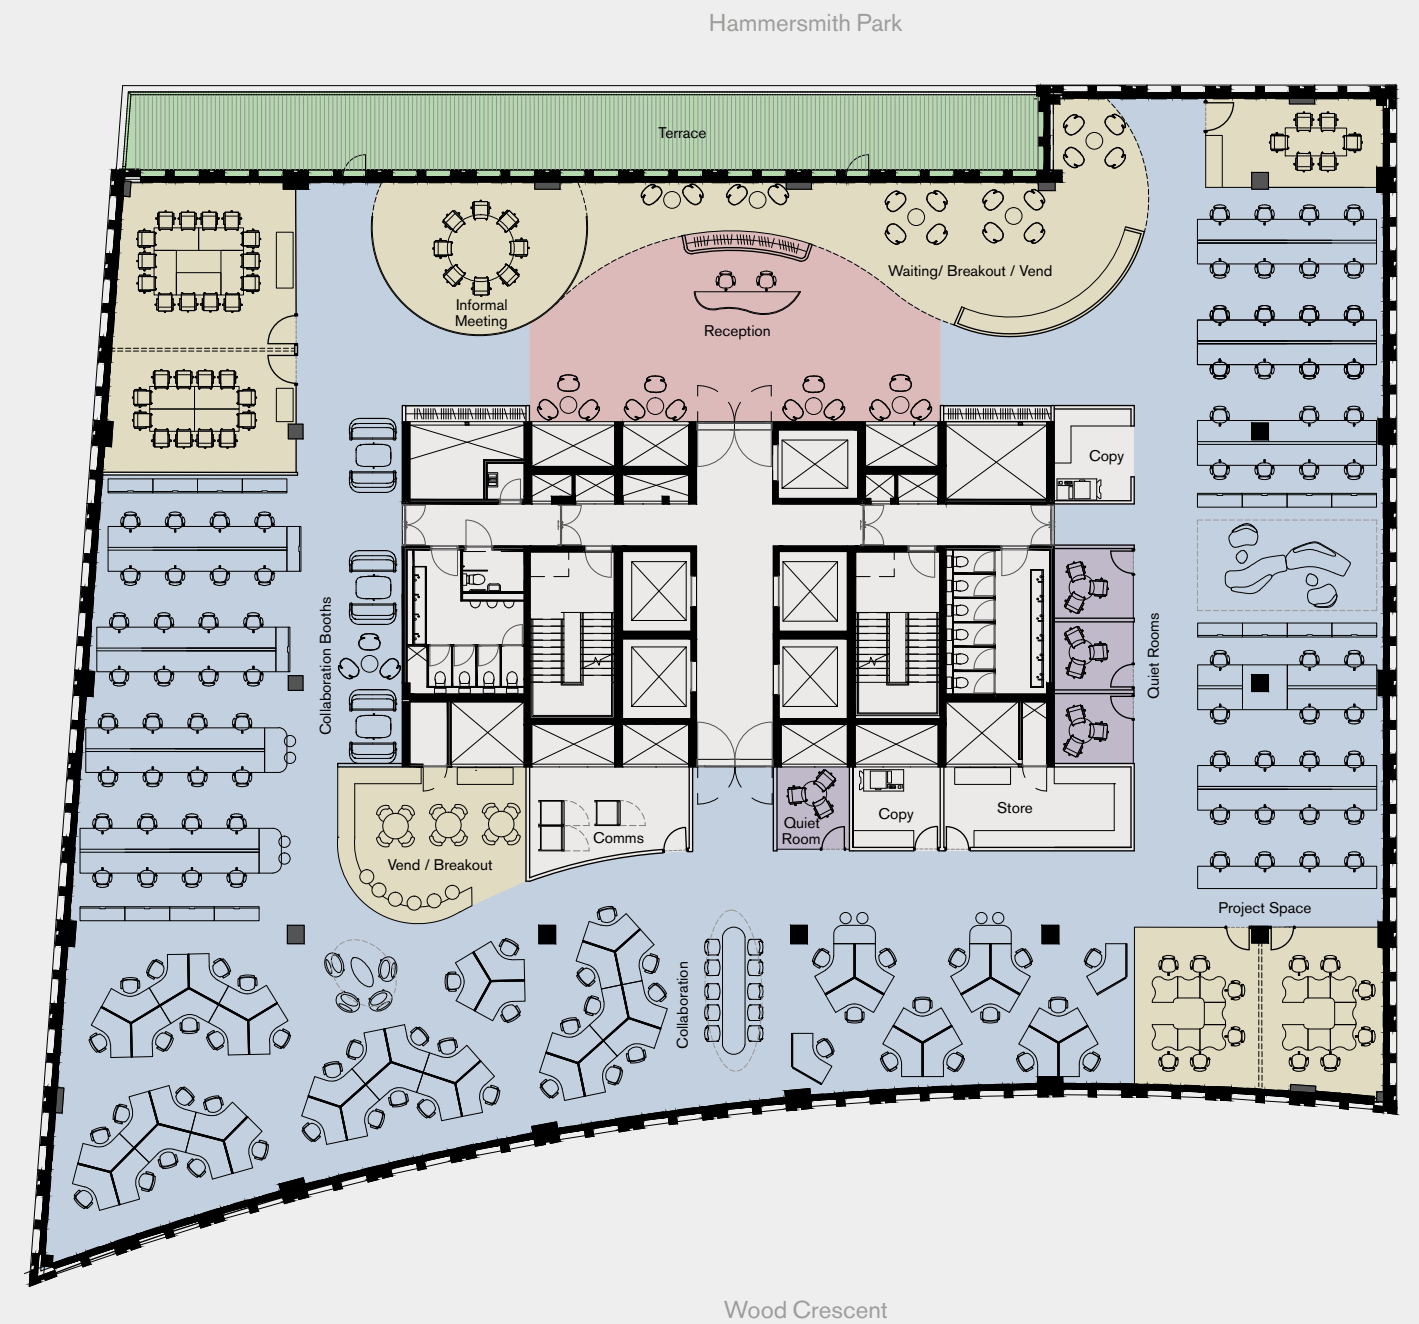 Hammersmith Park
Terrace
Waiting/ Breakout / Vend
Informal
Meeting
Reception
Copy
Collaboration Booths
Quiet Rooms
Quiet
Room
Copy
Store
Comms
Vend / Breakout
Project Space
Collaboration
Wood Crescent